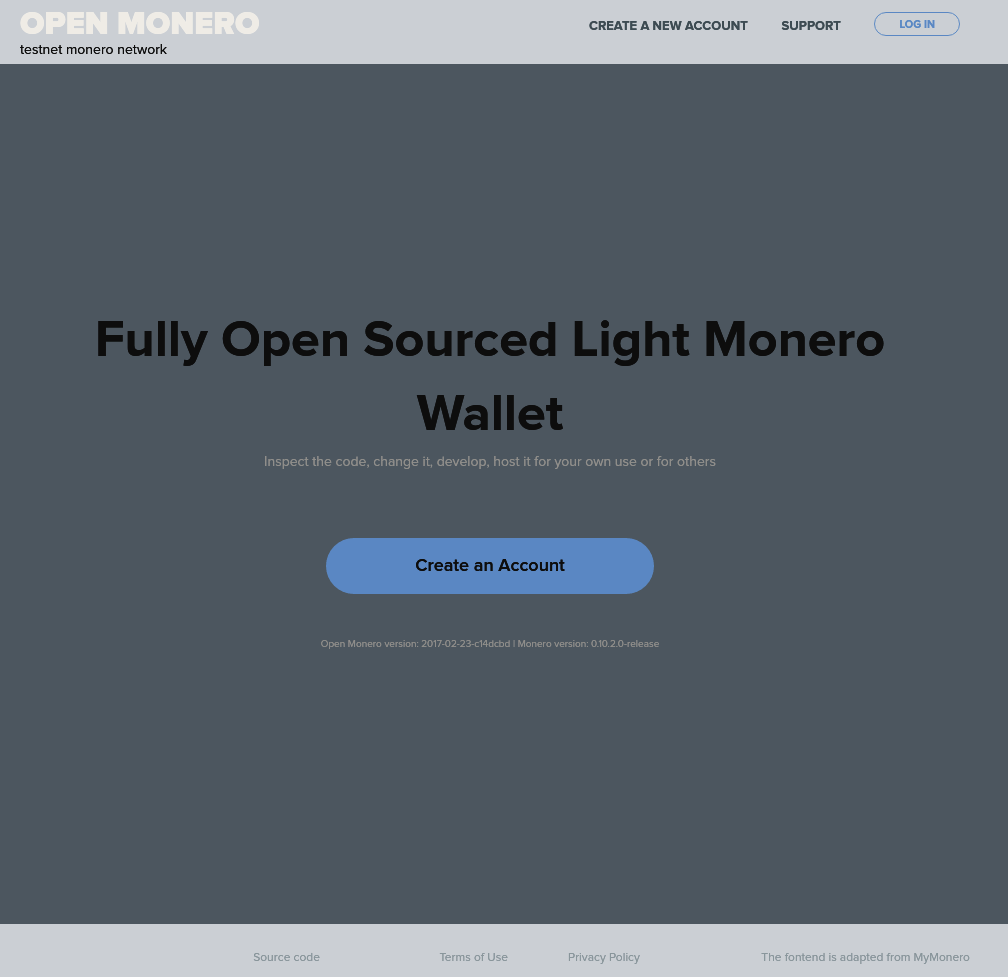 OPEN MONERO
testnet monero network
CREATE A NEW ACCOUNT SUPPORT LOG IN
Fully Open Sourced Light Monero
Wallet
Inspect the code, change it, develop, host it for your own use or for others
Create an Account
Open Monero version: 2017-02-23-c14dcbd | Monero version: 0.10.2.0-release
Source code Terms of Use Privacy Policy The fontend is adapted from MyMonero